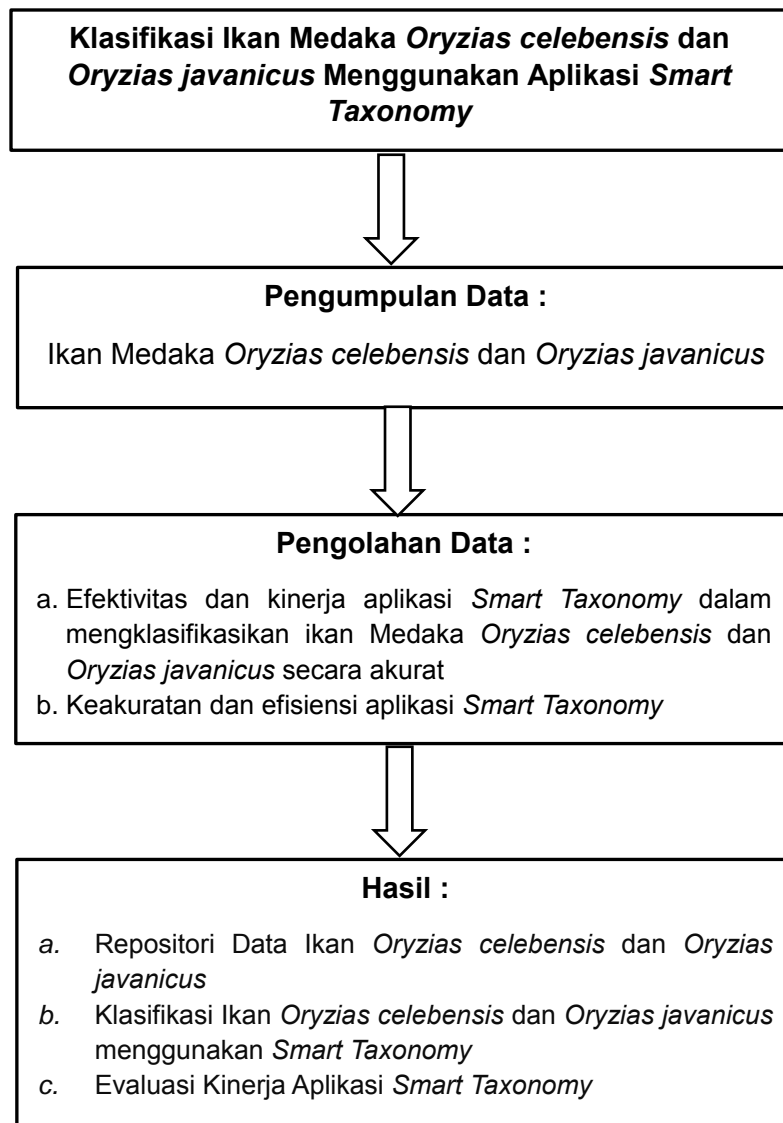 Klasifikasi Ikan Medaka Oryzias celebensis dan
Oryzias javanicus Menggunakan Aplikasi Smart
Taxonomy
Pengumpulan Data :
Ikan Medaka Oryzias celebensis dan Oryzias javanicus
Pengolahan Data :
a. Efektivitas dan kinerja aplikasi Smart Taxonomy dalam
mengklasifikasikan ikan Medaka Oryzias celebensis dan
Oryzias javanicus secara akurat
b. Keakuratan dan efisiensi aplikasi Smart Taxonomy
Hasil :
a. Repositori Data Ikan Oryzias celebensis dan Oryzias
javanicus
b. Klasifikasi Ikan Oryzias celebensis dan Oryzias javanicus
menggunakan Smart Taxonomy
c. Evaluasi Kinerja Aplikasi Smart Taxonomy